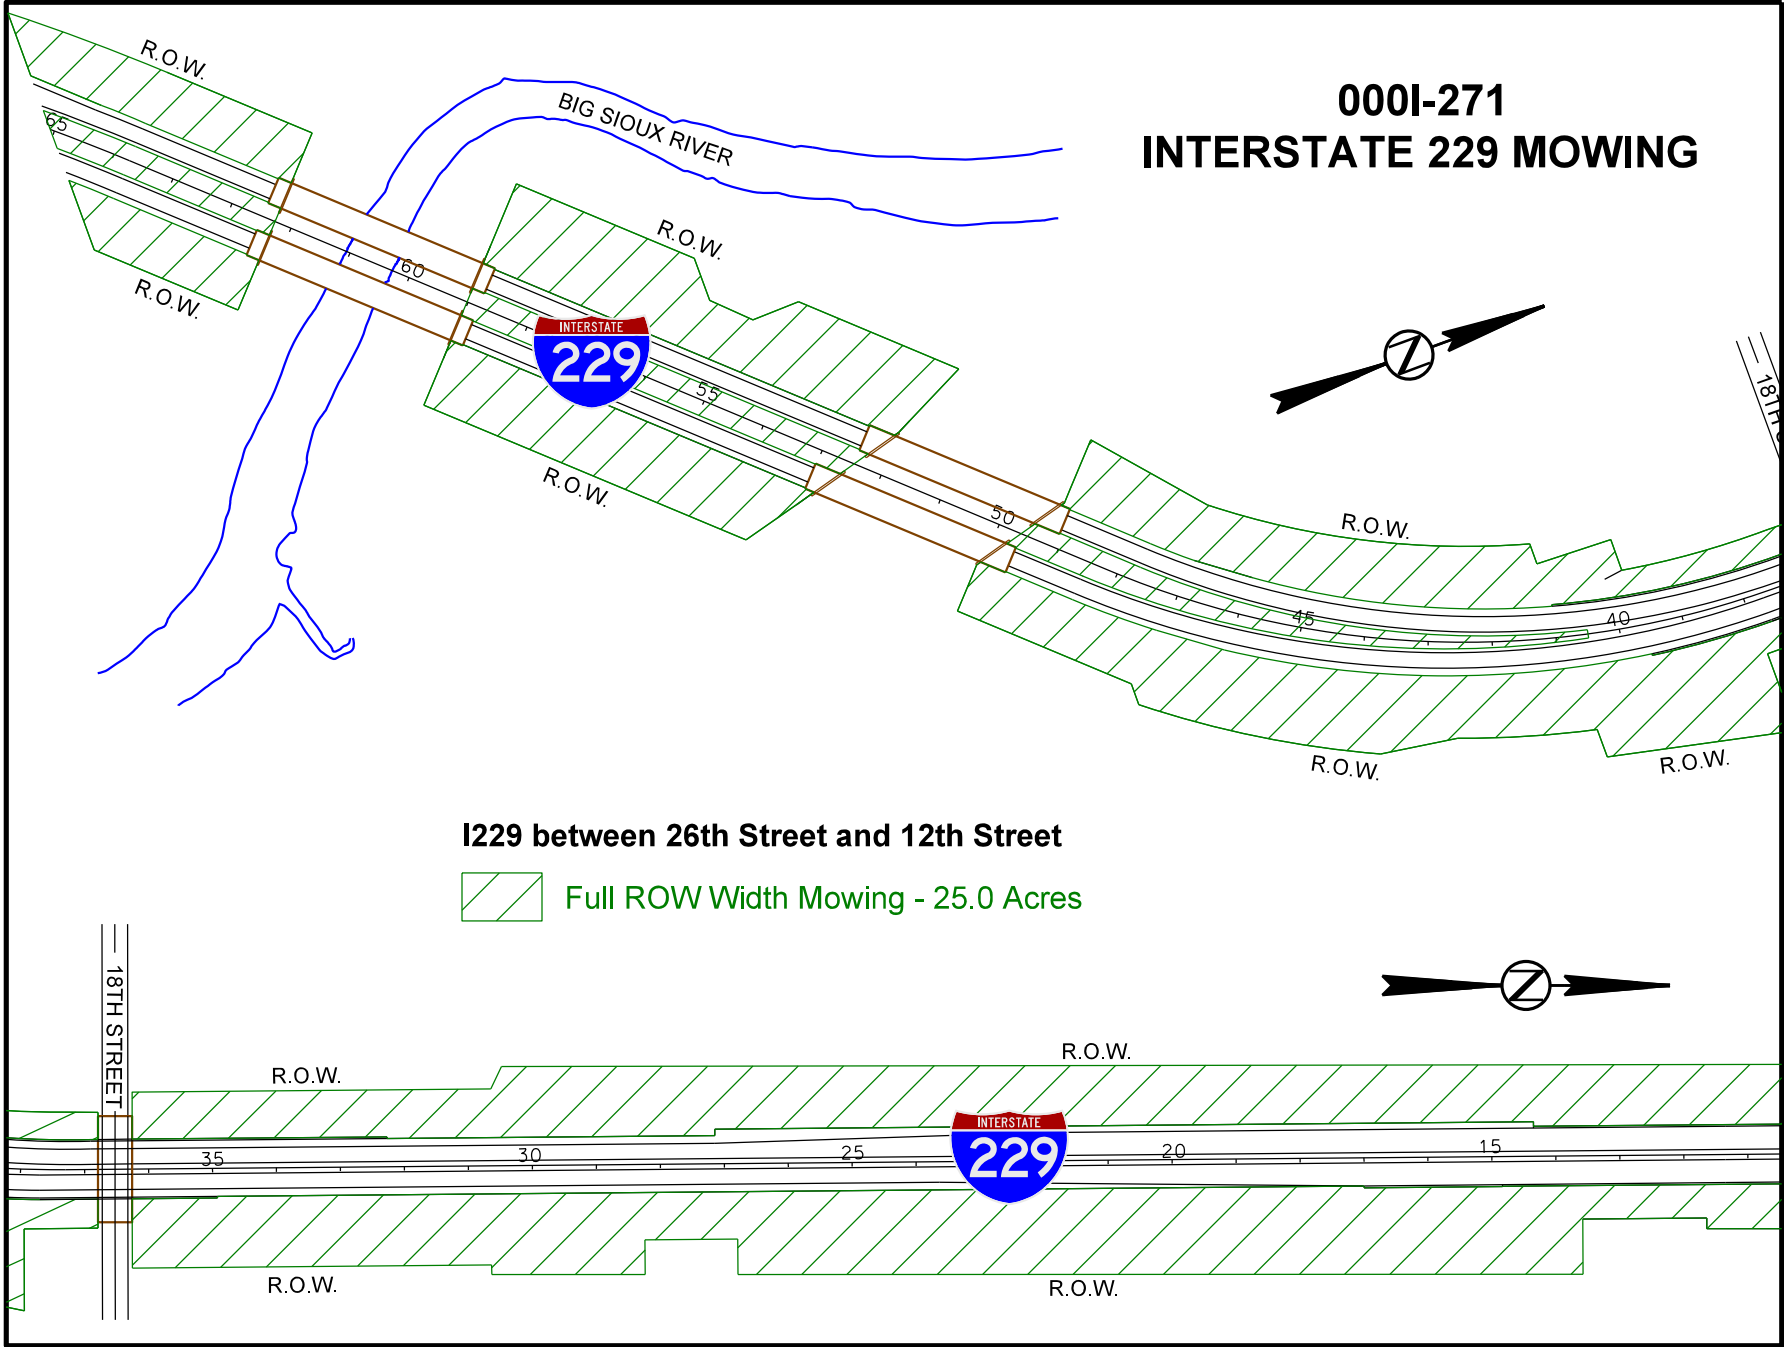 000I-271
INTERSTATE 229 MOWING
R.O.W.
65
BIG SIOUX RIVER
R.O.W.
60
R.O.W.
INTERSTATE
229
55
R.O.W.
50
R.O.W.
45
40
18TH
R.O.W.
R.O.W.
I229 between 26th Street and 12th Street
Full ROW Width Mowing - 25.0 Acres
Z
Z
18TH STREET
R.O.W.
R.O.W.
35
30
25
INTERSTATE
229
20
15
R.O.W.
R.O.W.